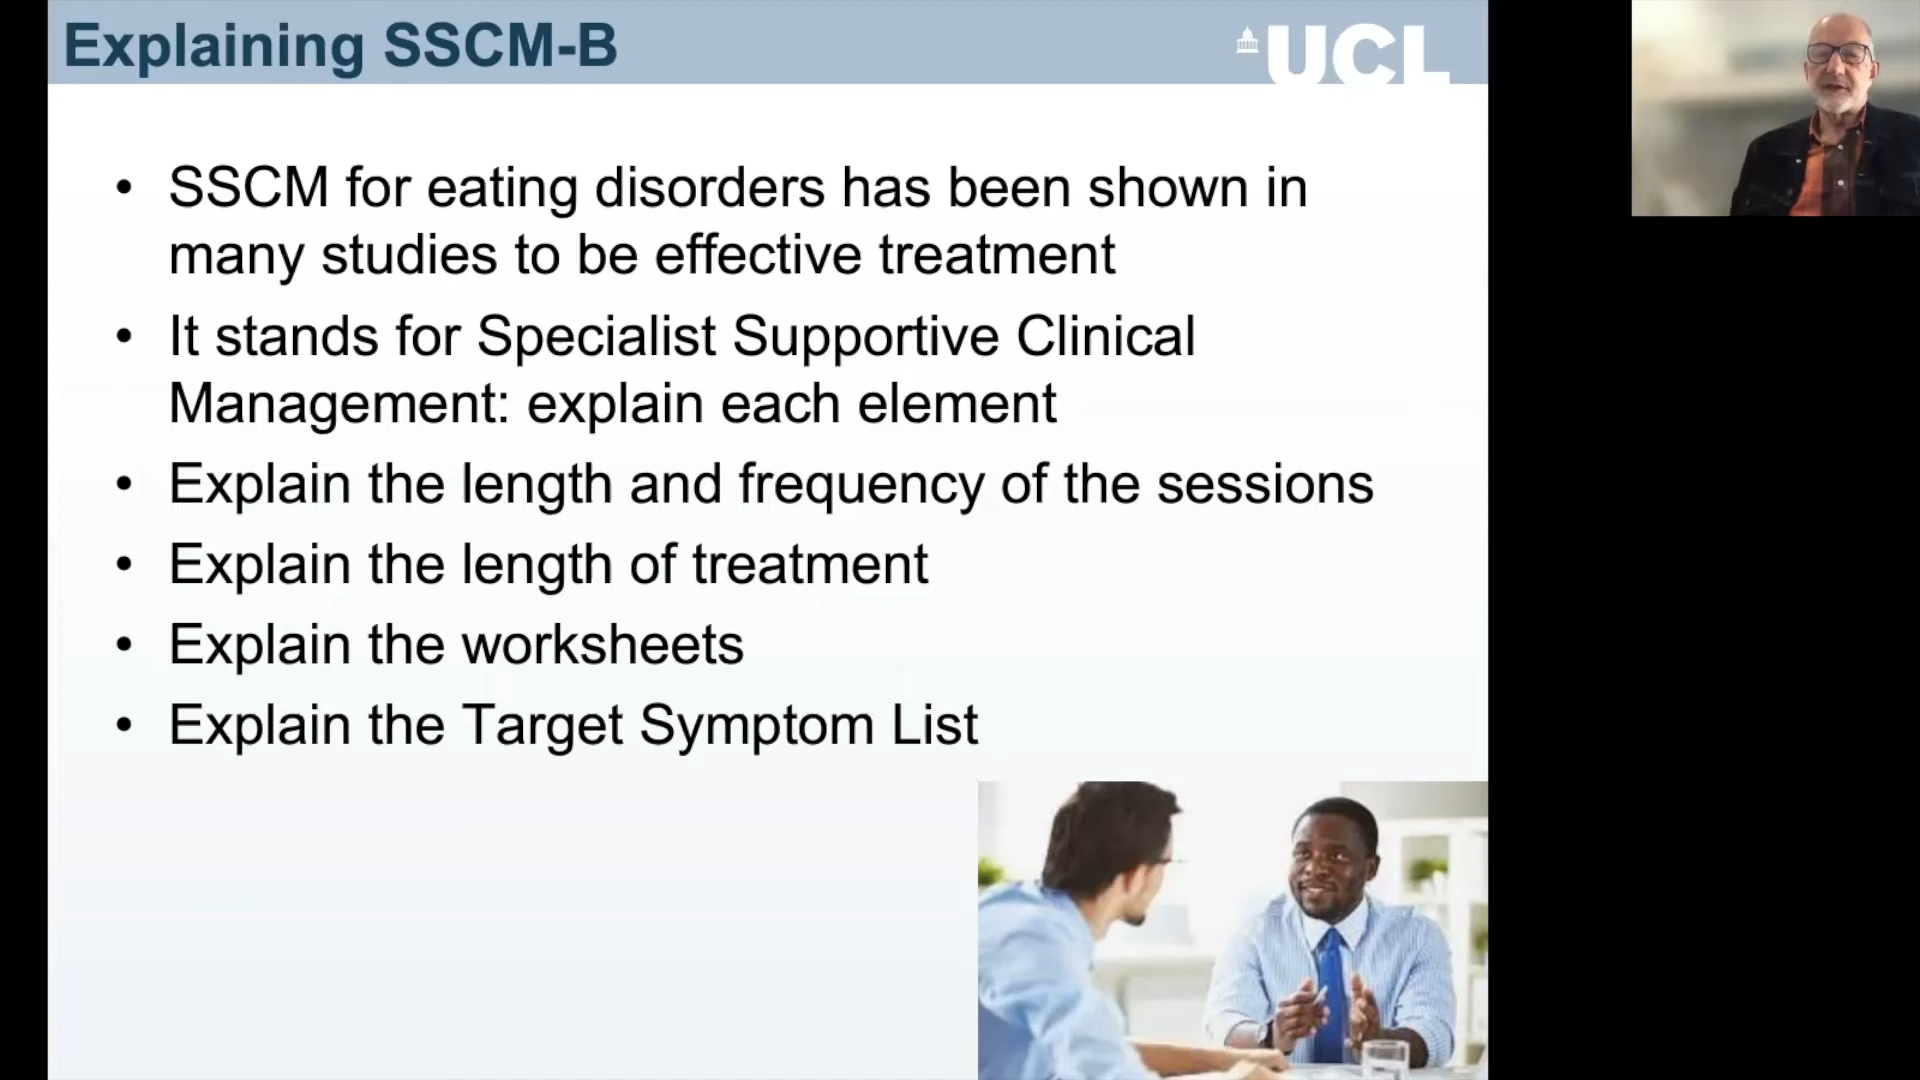 Explaining SSCM-B
UCL
• SSCM for eating disorders has been shown in
many studies to be effective treatment
• It stands for Specialist Supportive Clinical
Management: explain each element
• Explain the length and frequency of the sessions
• Explain the length of treatment
• Explain the worksheets
• Explain the Target Symptom List